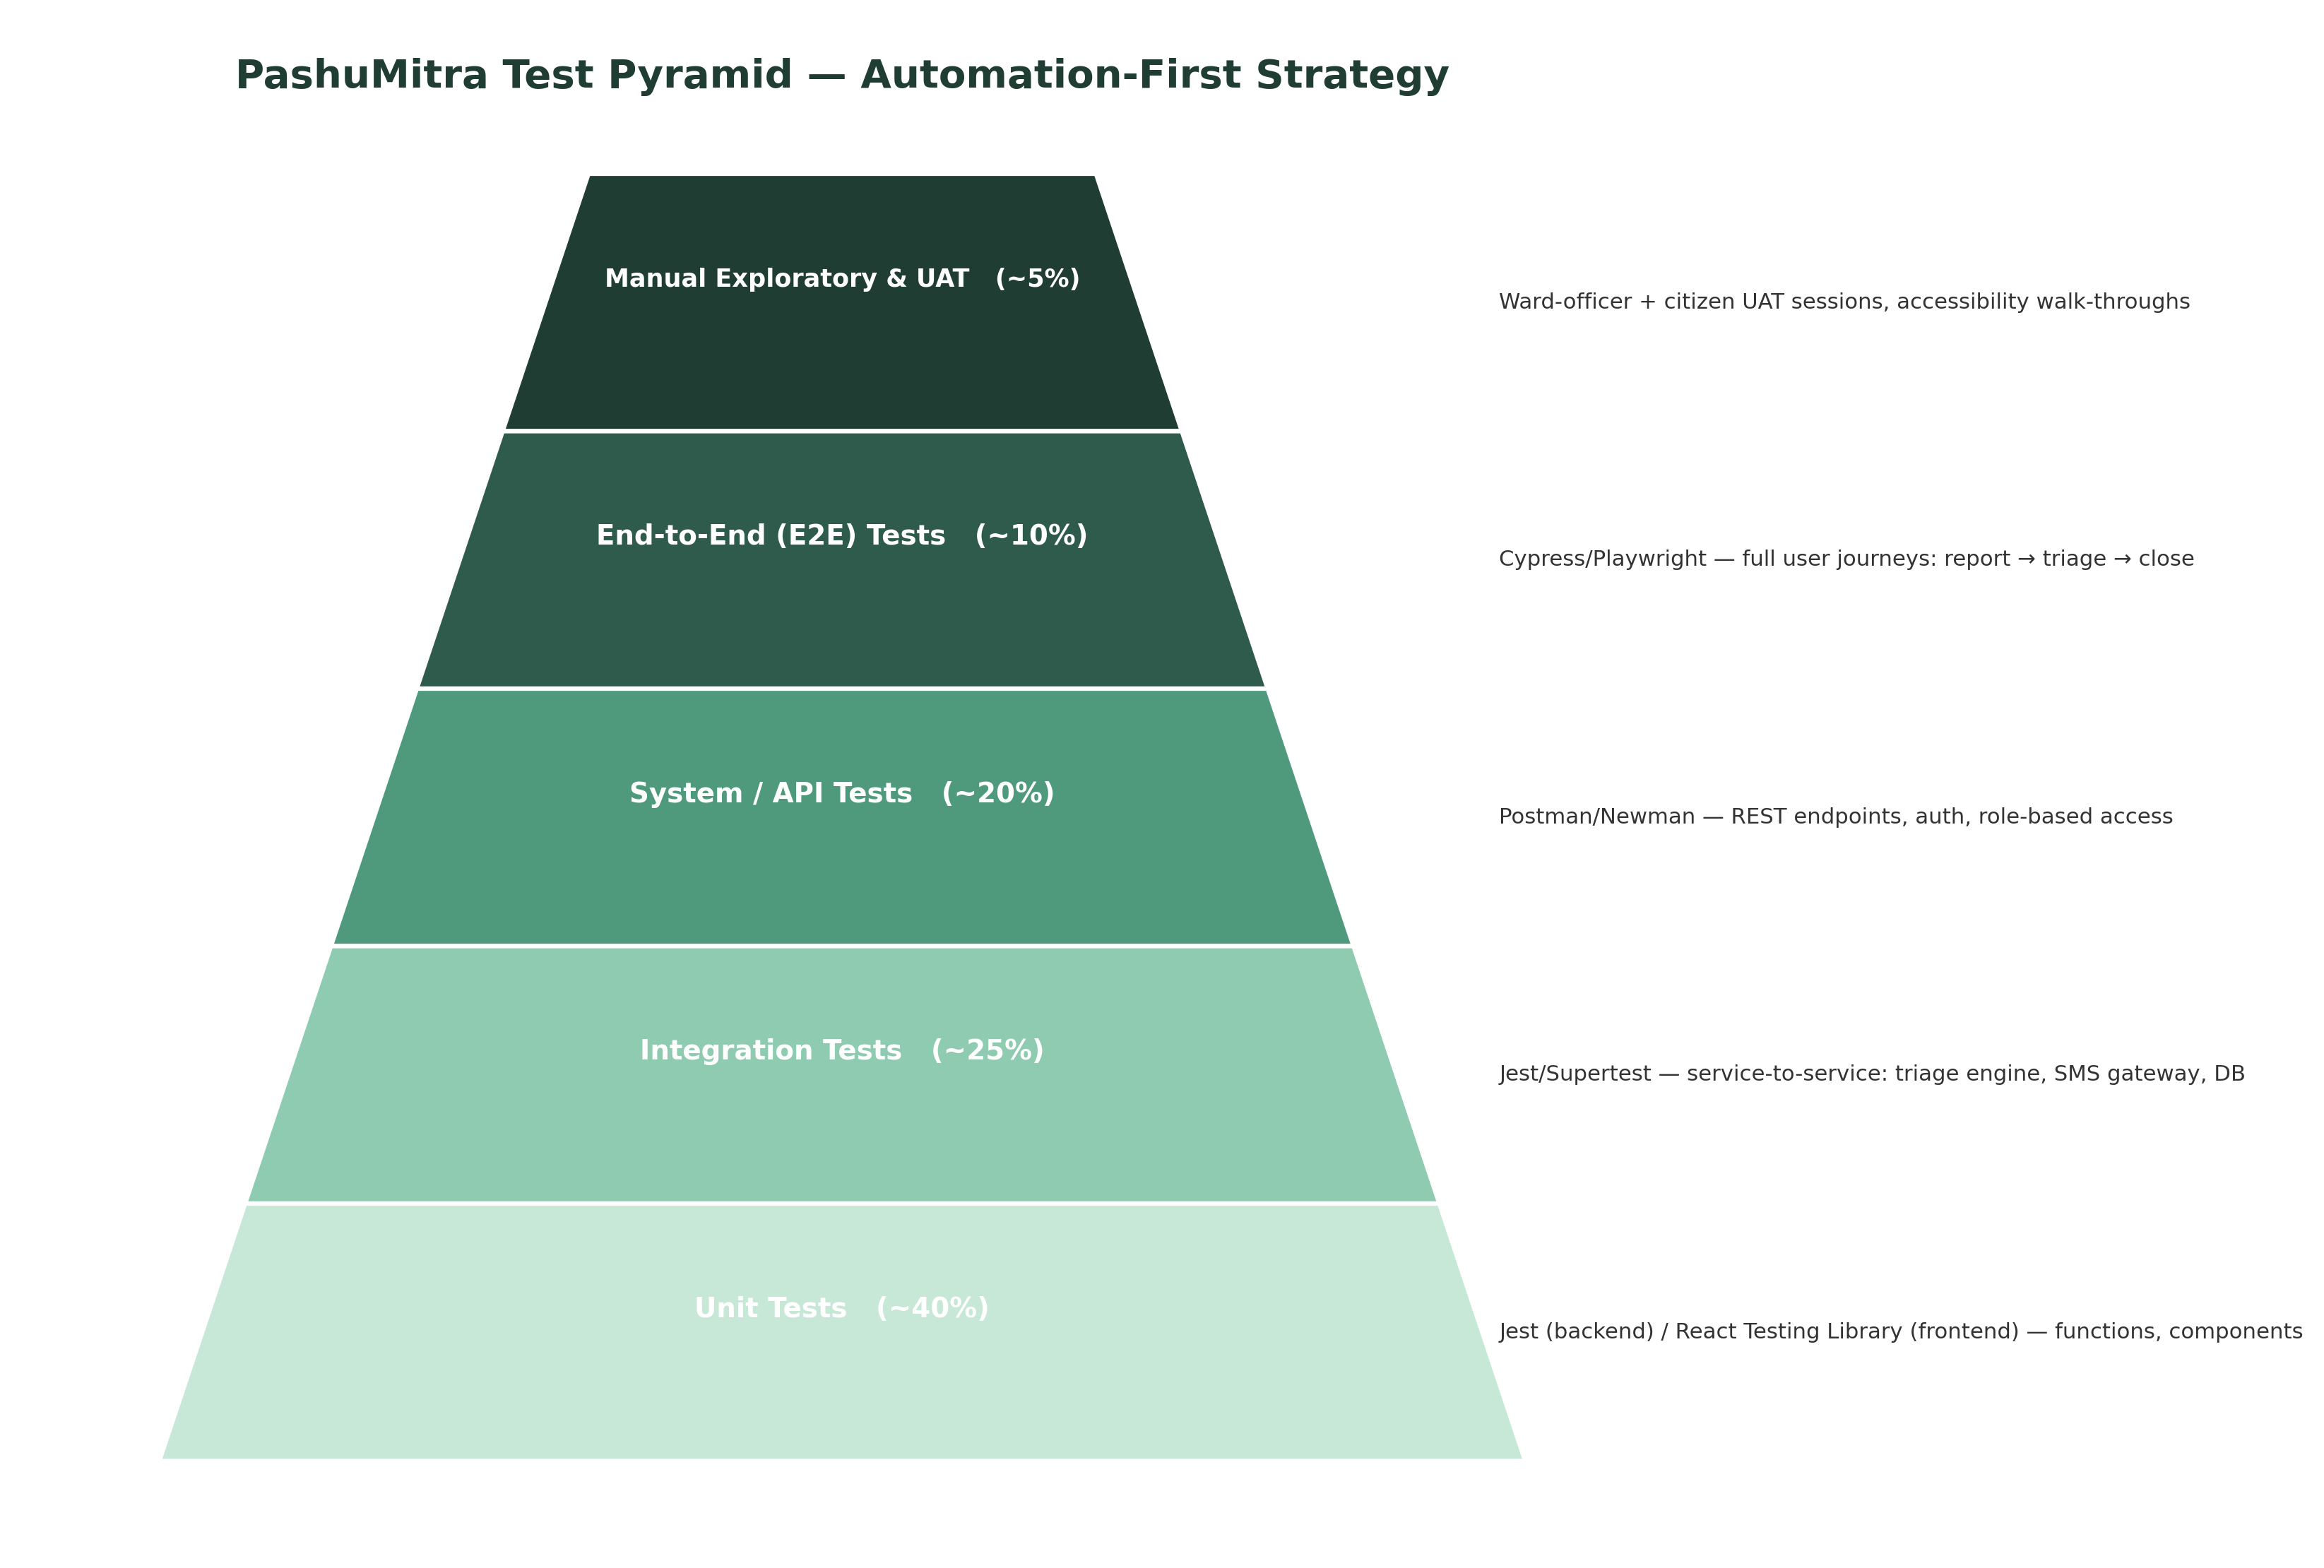 PashuMitra Test Pyramid — Automation-First Strategy
Manual Exploratory & UAT (~5%)
Ward-officer + citizen UAT sessions, accessibility walk-throughs
End-to-End (E2E) Tests (~10%)
Cypress/Playwright — full user journeys: report → triage → close
System / API Tests (~20%)
Postman/Newman — REST endpoints, auth, role-based access
Integration Tests (~25%)
Jest/Supertest — service-to-service: triage engine, SMS gateway, DB
Unit Tests (~40%)
Jest (backend) / React Testing Library (frontend) — functions, components